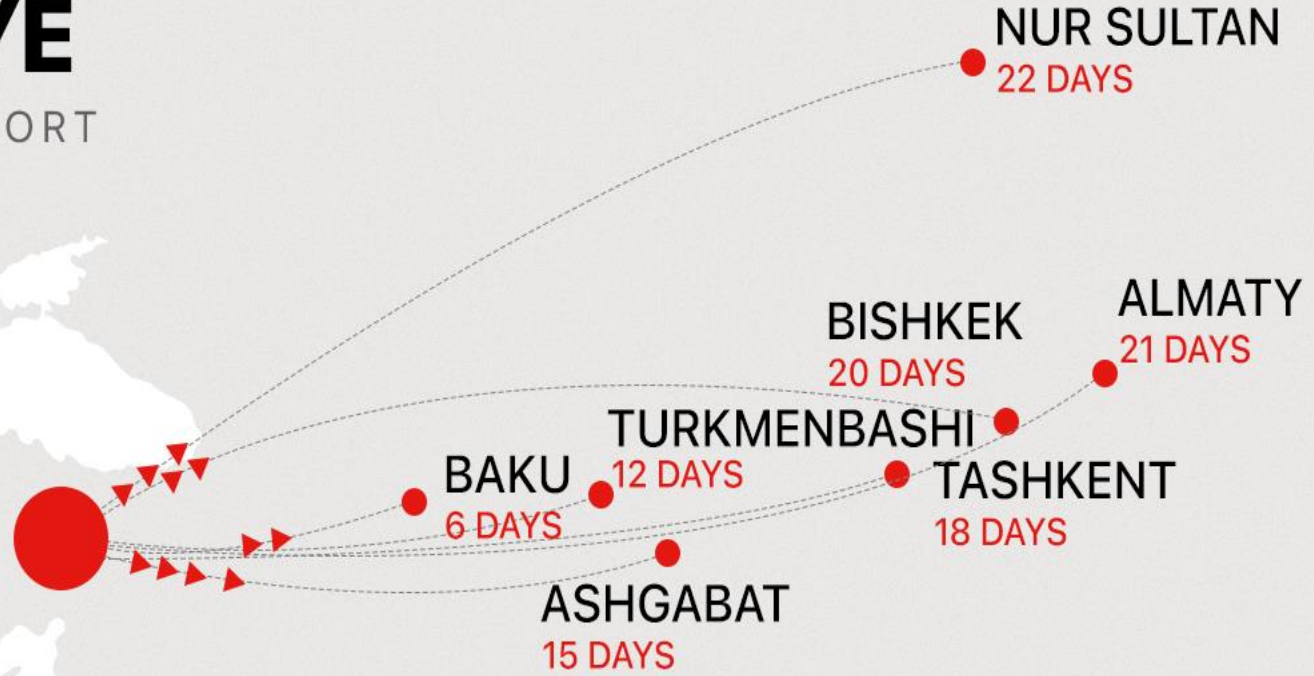 YE
ORT
NUR SULTAN
22 DAYS
ALMATY
21 DAYS
BISHKEK
20 DAYS
TURKMENBASHI
12 DAYS
BAKU
6 DAYS
TASHKENT
18 DAYS
ASHGABAT
15 DAYS